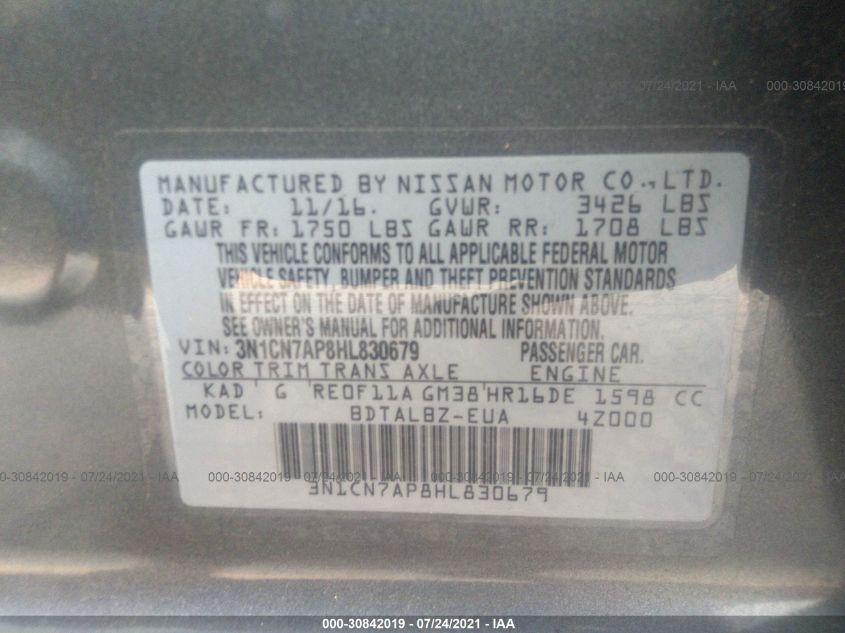 000-30842019 · 07/24/2021 - IAA
MANUFACTURED BY NISSAN MOTOR CO., LTD.
DATE: 11/16. GVWR: 3426 LBS
GAWR FR: 1750 LBS GAWR RR: 1708 LBS
THIS VEHICLE CONFORMS TO ALL APPLICABLE FEDERAL MOTOR
VEHICLE SAFETY, BUMPER AND THEFT PREVENTION STANDARDS
IN EFFECT ON THE DATE OF MANUFACTURE SHOWN ABOVE.
SEE OWNER'S MANUAL FOR ADDITIONAL INFORMATION.
VIN: 3N1CN7AP8HL830679 PASSENGER CAR.
COLOR TRIM TRANS AXLE ENGINE
KAD G RE0F11A GM38 HR16DE 1598 CC
MODEL: BDTALBZ-EUA 4Z000
000-30842019 · 07/24/2021 - IAA 000-30842019 · 07/24/2021 - IAA 000-30842019
3N1CN7AP8HL830679
000-30842019 · 07/24/2021 - IAA